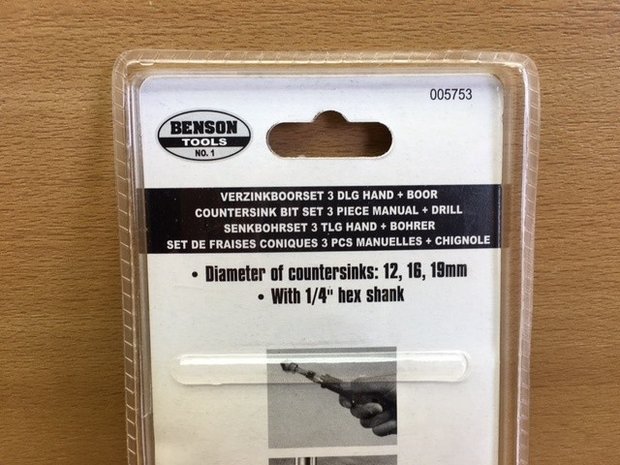 005753
BENSON
TOOLS
NO. 1
VERZINKBOORSET 3 DLG HAND + BOOR
COUNTERSINK BIT SET 3 PIECE MANUAL + DRILL
SENKBOHRSET 3 TLG HAND + BOHRER
SET DE FRAISES CONIQUES 3 PCS MANUELLES + CHIGNOLE
• Diameter of countersinks: 12, 16, 19mm
• With 1/4" hex shank